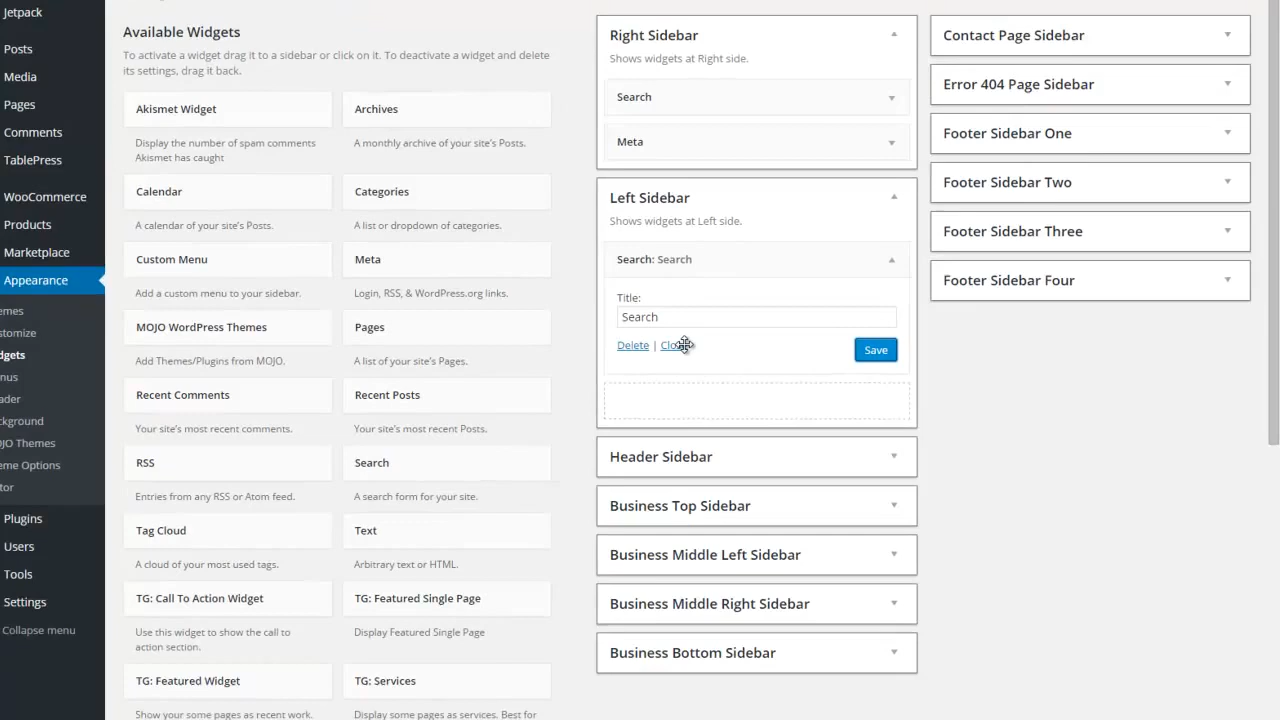 Jetpack
Posts
Media
Pages
Comments
TablePress
WooCommerce
Products
Marketplace
Appearance
emes
stomize
dgets
nus
ader
ckground
OJO Themes
eme Options
tor
Plugins
Users
Tools
Settings
Collapse menu
Available Widgets
To activate a widget drag it to a sidebar or click on it. To deactivate a widget and delete
its settings, drag it back.
Akismet Widget
Display the number of spam comments
Akismet has caught
Archives
A monthly archive of your site's Posts.
Calendar
A calendar of your site's Posts.
Categories
A list or dropdown of categories.
Custom Menu
Add a custom menu to your sidebar.
Meta
Login, RSS, & WordPress.org links.
MOJO WordPress Themes
Add Themes/Plugins from MOJO.
Pages
A list of your site's Pages.
Recent Comments
Your site's most recent comments.
Recent Posts
Your site's most recent Posts.
RSS
Entries from any RSS or Atom feed.
Search
A search form for your site.
Tag Cloud
A cloud of your most used tags.
Text
Arbitrary text or HTML.
TG: Call To Action Widget
Use this widget to show the call to
action section.
TG: Featured Single Page
Display Featured Single Page
TG: Featured Widget
Show your some pages as recent work.
TG: Services
Display some pages as services. Best for
Right Sidebar
Shows widgets at Right side.
Search
Meta
Left Sidebar
Shows widgets at Left side.
Search: Search
Title:
Search
Delete | Clo
Save
Header Sidebar
Business Top Sidebar
Business Middle Left Sidebar
Business Middle Right Sidebar
Business Bottom Sidebar
Contact Page Sidebar
Error 404 Page Sidebar
Footer Sidebar One
Footer Sidebar Two
Footer Sidebar Three
Footer Sidebar Four